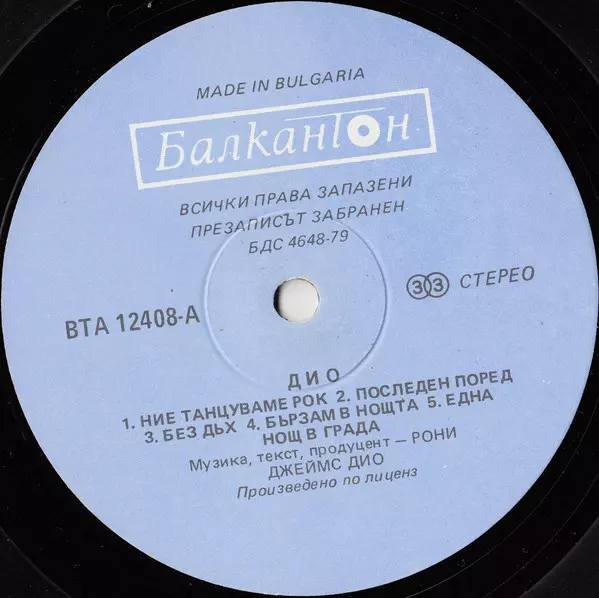 MADE IN BULGARIA
БалканТон
ВСИЧКИ ПРАВА ЗАПАЗЕНИ
ПРЕЗАПИСЪТ ЗАБРАНЕН
БДС 4648-79
ВТА 12408-А
33 СТЕРЕО
ДИО
1. НИЕ ТАНЦУВАМЕ РОК 2. ПОСЛЕДЕН ПОРЕД
3. БЕЗ ДЪХ 4. БЪРЗАМ В НОЩТА 5. ЕДНА
НОЩ В ГРАДА
Музика, текст, продуцент — РОНИ
ДЖЕЙМС ДИО
Произведено по лиценз